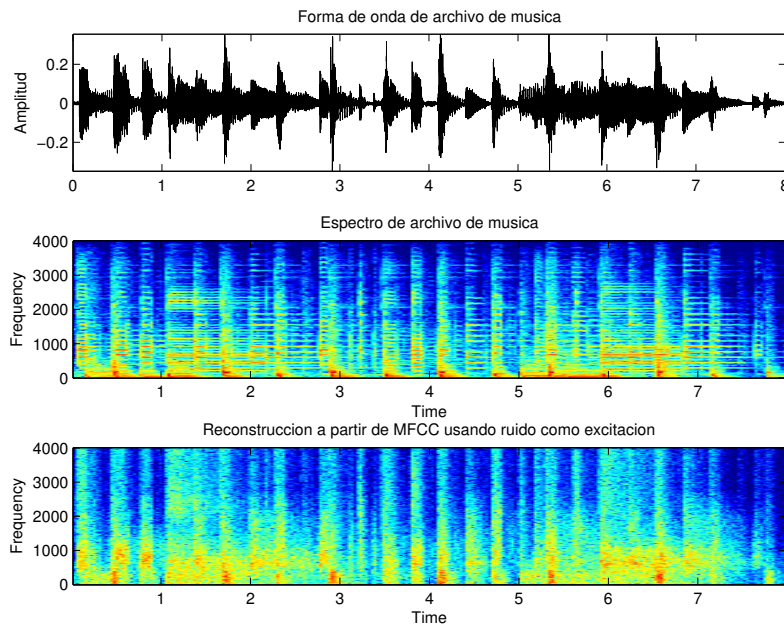 Forma de onda de archivo de musica
Amplitud
0.2
0
−0.2
0 1 2 3 4 5 6 7 8
Espectro de archivo de musica
Frequency
4000
3000
2000
1000
0
1 2 3 4 5 6 7
Time
Reconstruccion a partir de MFCC usando ruido como excitacion
Frequency
4000
3000
2000
1000
0
1 2 3 4 5 6 7
Time